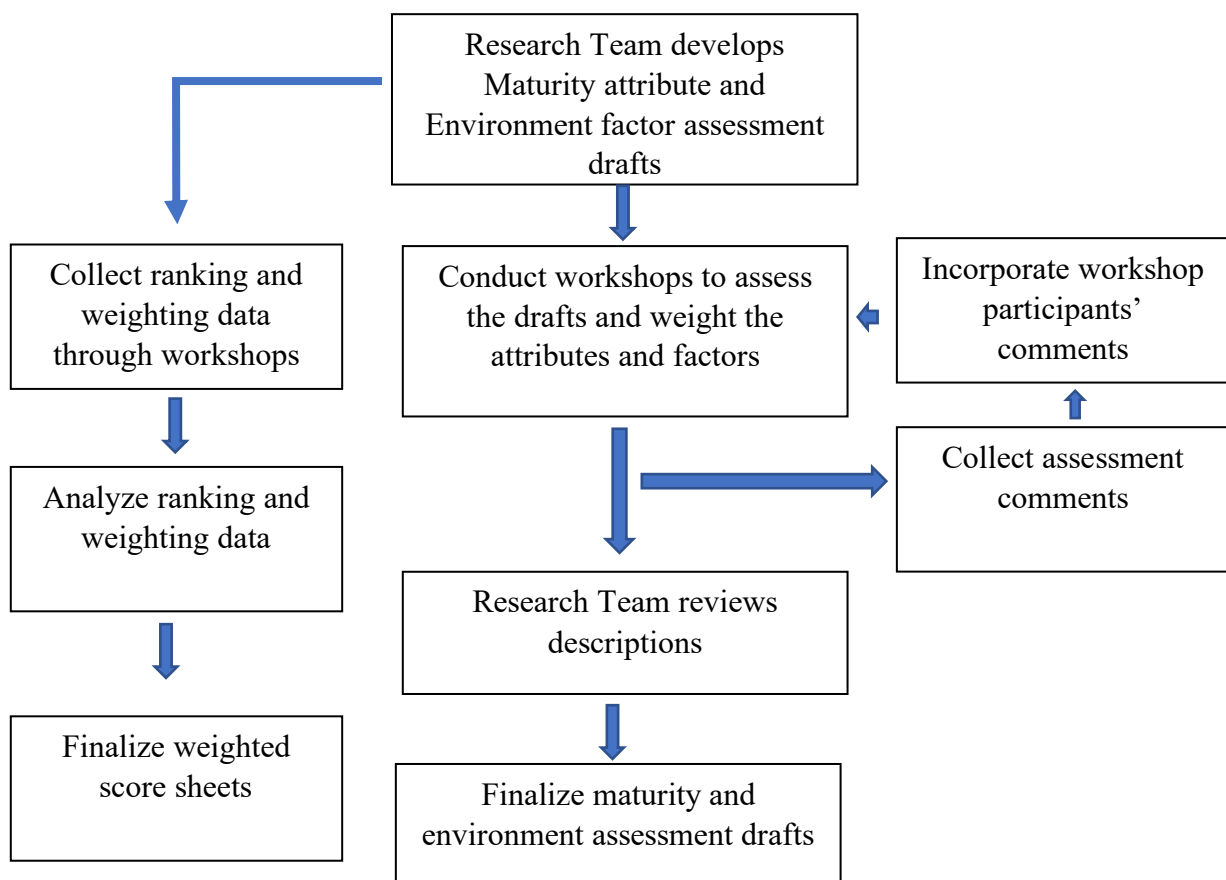 Research Team develops
Maturity attribute and
Environment factor assessment
drafts
Collect ranking and
weighting data
through workshops
Conduct workshops to assess
the drafts and weight the
attributes and factors
Incorporate workshop
participants’
comments
Analyze ranking and
weighting data
Collect assessment
comments
Research Team reviews
descriptions
Finalize weighted
score sheets
Finalize maturity and
environment assessment drafts